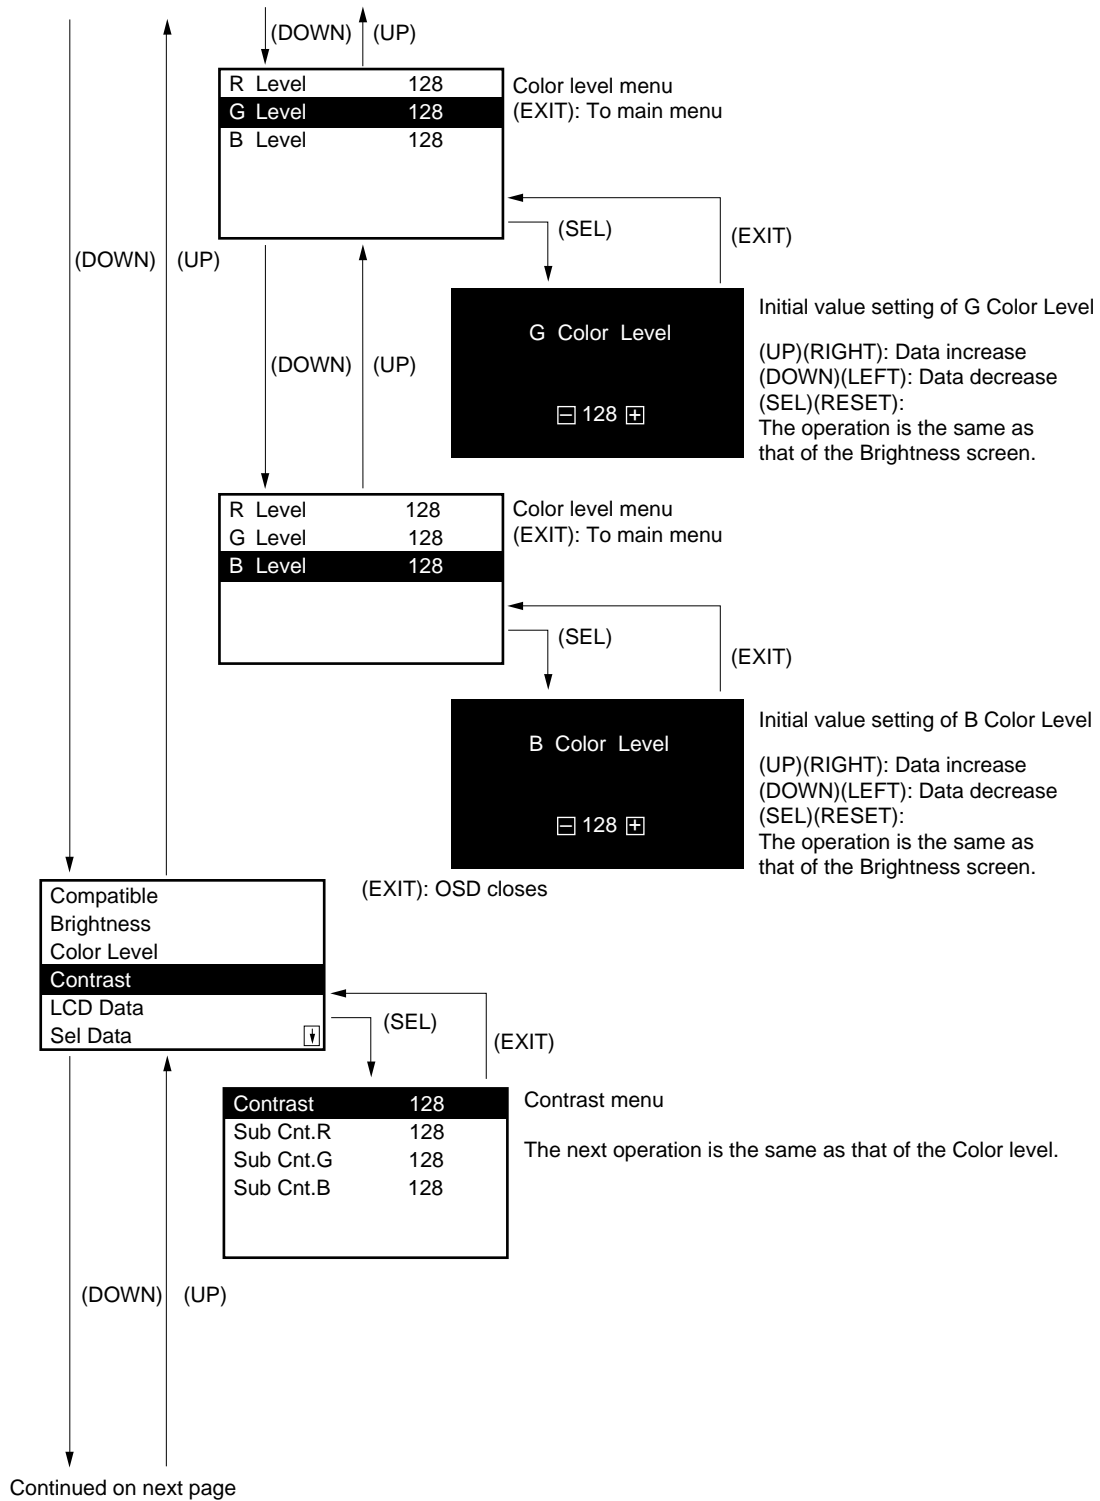 (DOWN) (UP)
R Level 128
G Level 128
B Level 128
Color level menu
(EXIT): To main menu
(SEL)
(EXIT)
(DOWN) (UP)
G Color Level
128
Initial value setting of G Color Level
(UP)(RIGHT): Data increase
(DOWN)(LEFT): Data decrease
(SEL)(RESET):
The operation is the same as
that of the Brightness screen.
(DOWN) (UP)
R Level 128
G Level 128
B Level 128
Color level menu
(EXIT): To main menu
(SEL)
(EXIT)
B Color Level
128
Initial value setting of B Color Level
(UP)(RIGHT): Data increase
(DOWN)(LEFT): Data decrease
(SEL)(RESET):
The operation is the same as
that of the Brightness screen.
(EXIT): OSD closes
Compatible
Brightness
Color Level
Contrast
LCD Data
Sel Data
(SEL)
(EXIT)
Contrast 128
Sub Cnt.R 128
Sub Cnt.G 128
Sub Cnt.B 128
Contrast menu
The next operation is the same as that of the Color level.
(DOWN) (UP)
Continued on next page